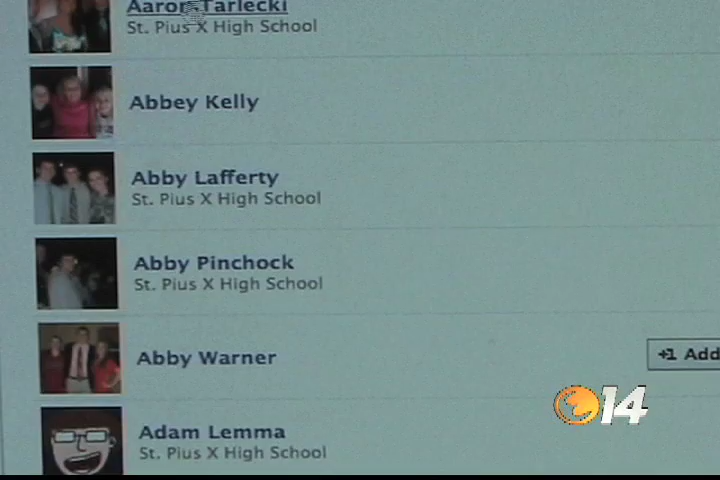 Aaron Tarlecki
St. Pius X High School
Abbey Kelly
Abby Lafferty
St. Pius X High School
Abby Pinchock
St. Pius X High School
Abby Warner
+1 Add
14
Adam Lemma
St. Pius X High School